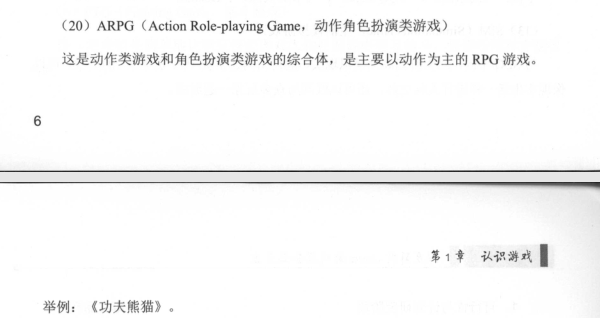 （20）ARPG（Action Role-playing Game，动作角色扮演类游戏）
这是动作类游戏和角色扮演类游戏的综合体，是主要以动作为主的 RPG 游戏。
6
第 1 章 认识游戏
举例：《功夫熊猫》。